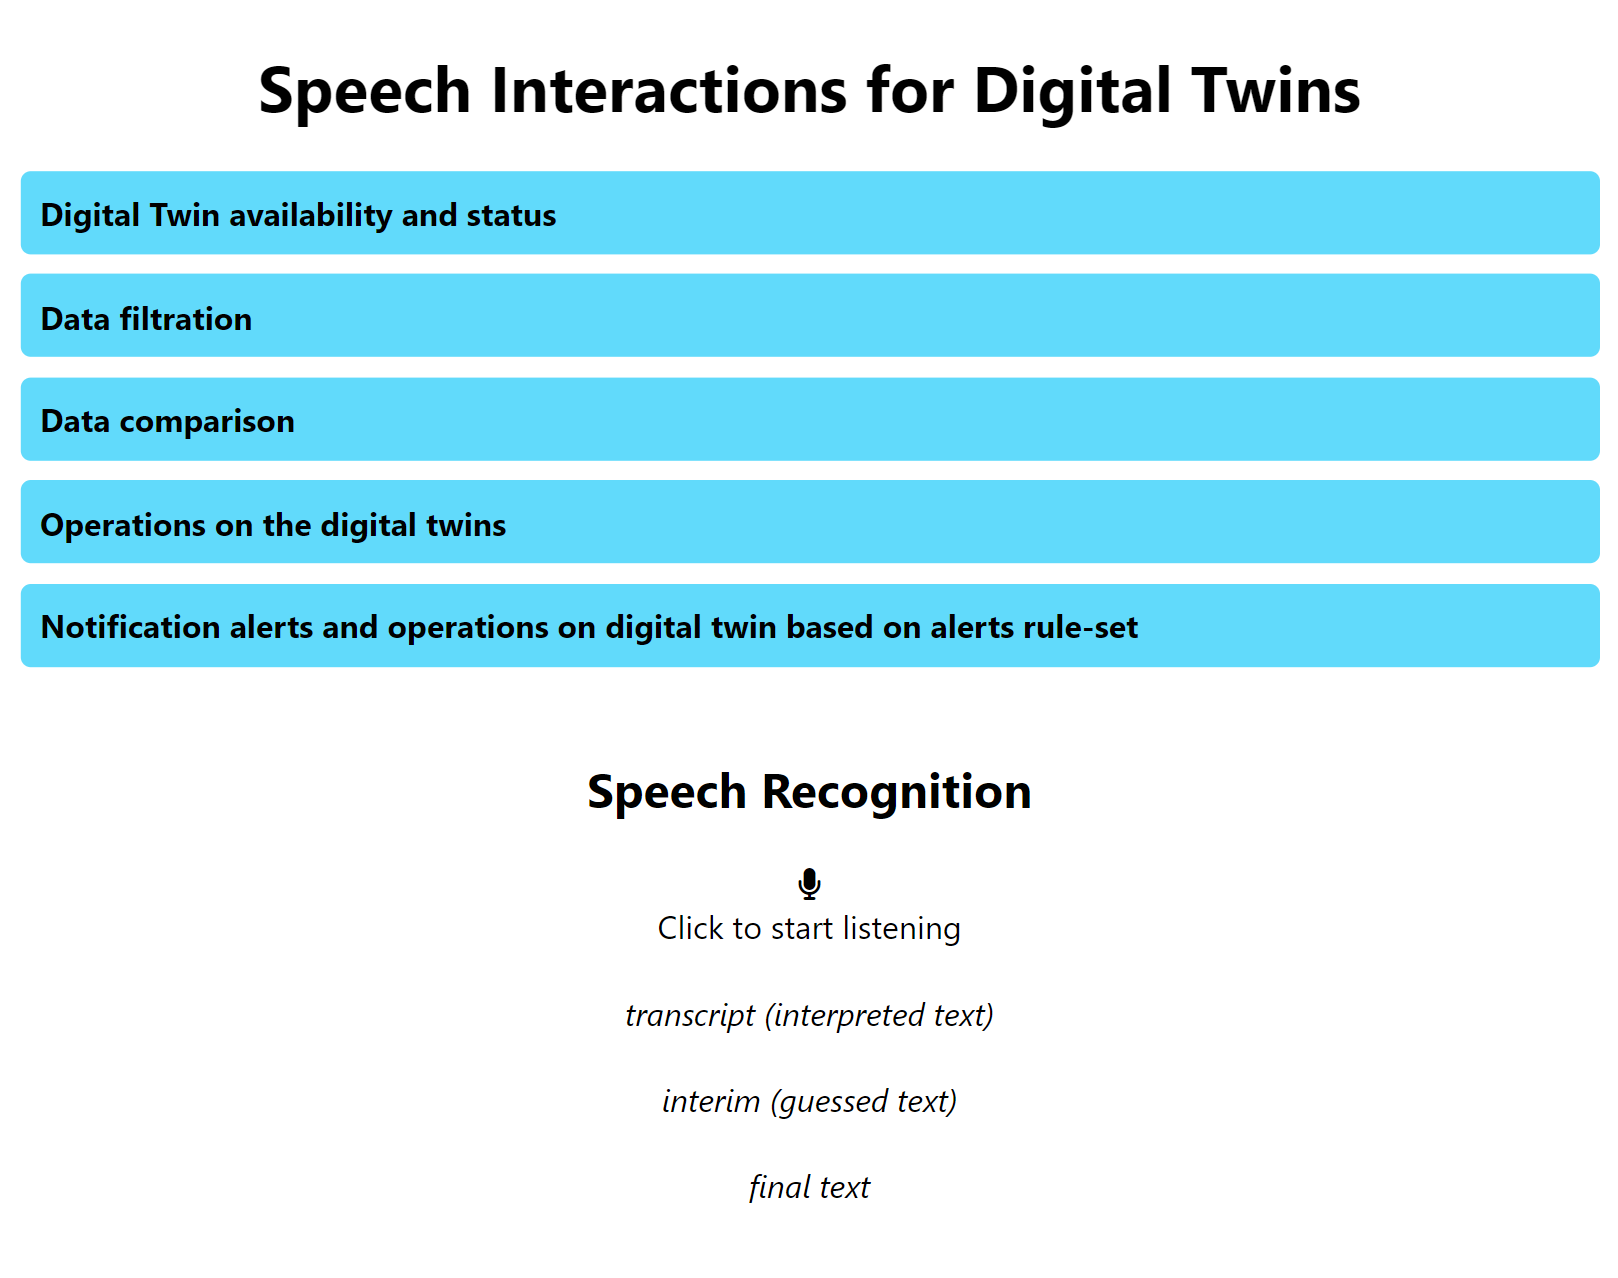 Speech Interactions for Digital Twins
Digital Twin availability and status
Data filtration
Data comparison
Operations on the digital twins
Notification alerts and operations on digital twin based on alerts rule-set
Speech Recognition
Click to start listening
transcript (interpreted text)
interim (guessed text)
final text